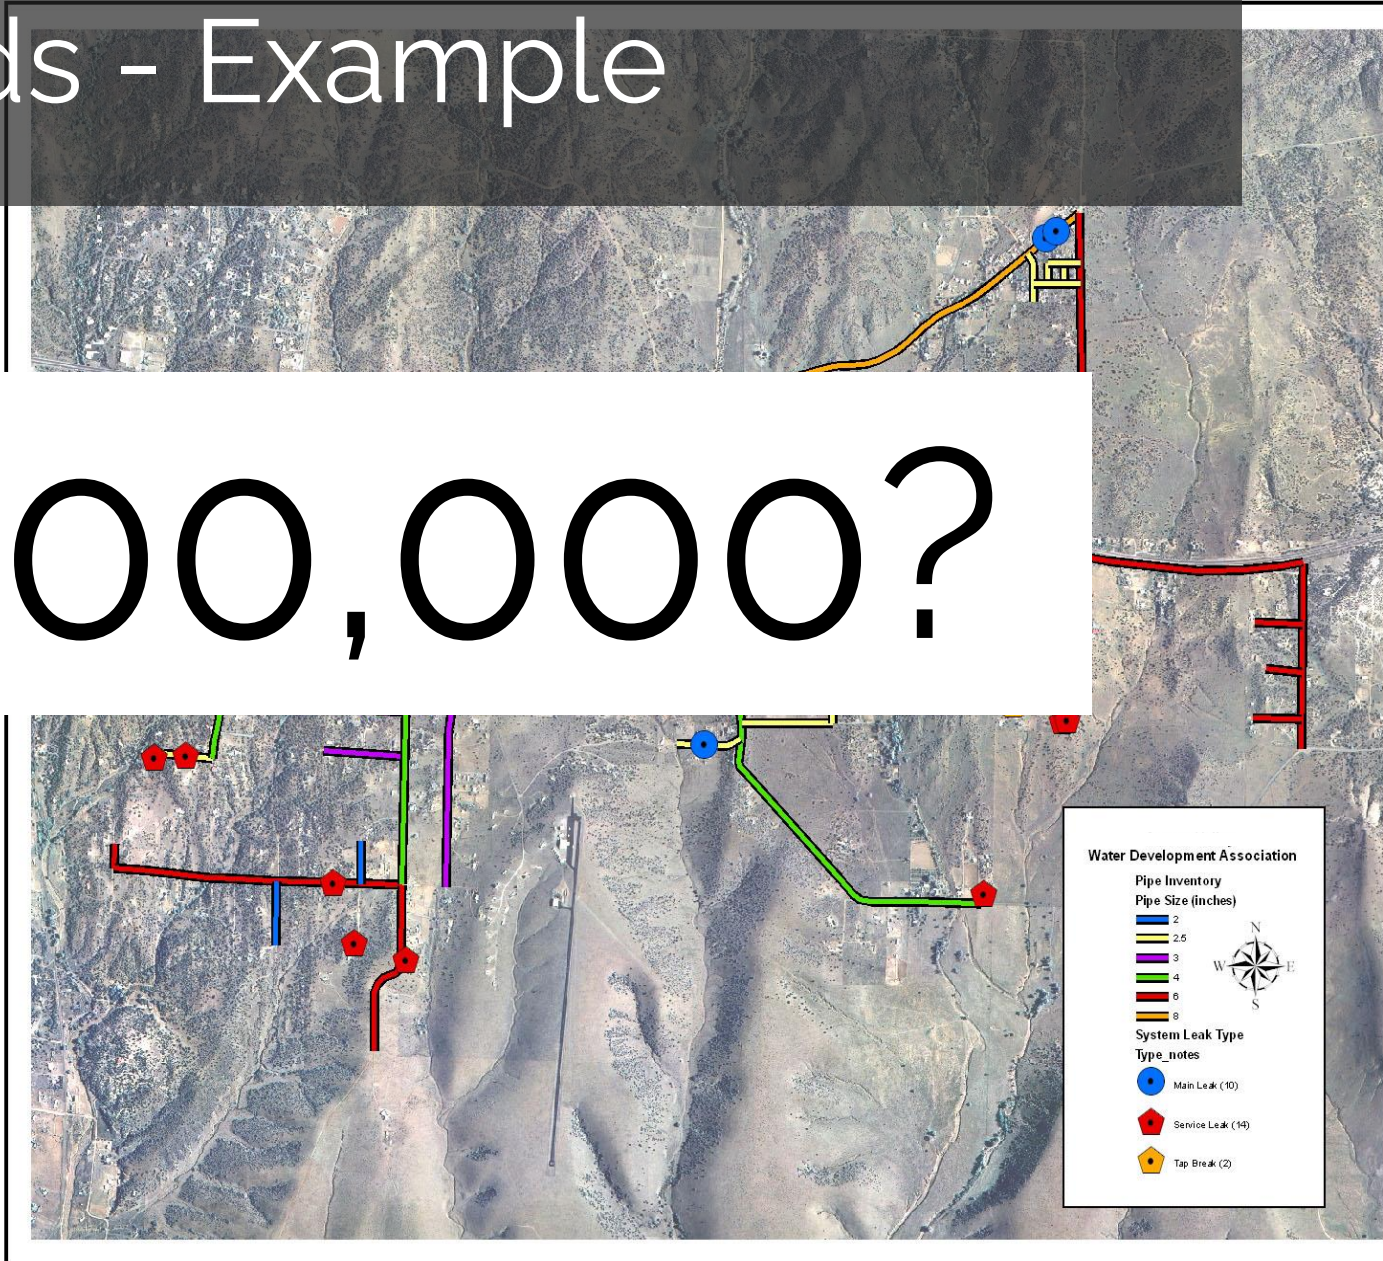 ds - Example
00,000?
Water Development Association
Pipe Inventory
Pipe Size (inches)
2
2.5
3
4
6
8
N
W E
S
System Leak Type
Type_notes
Main Leak (10)
Service Leak (14)
Tap Break (2)